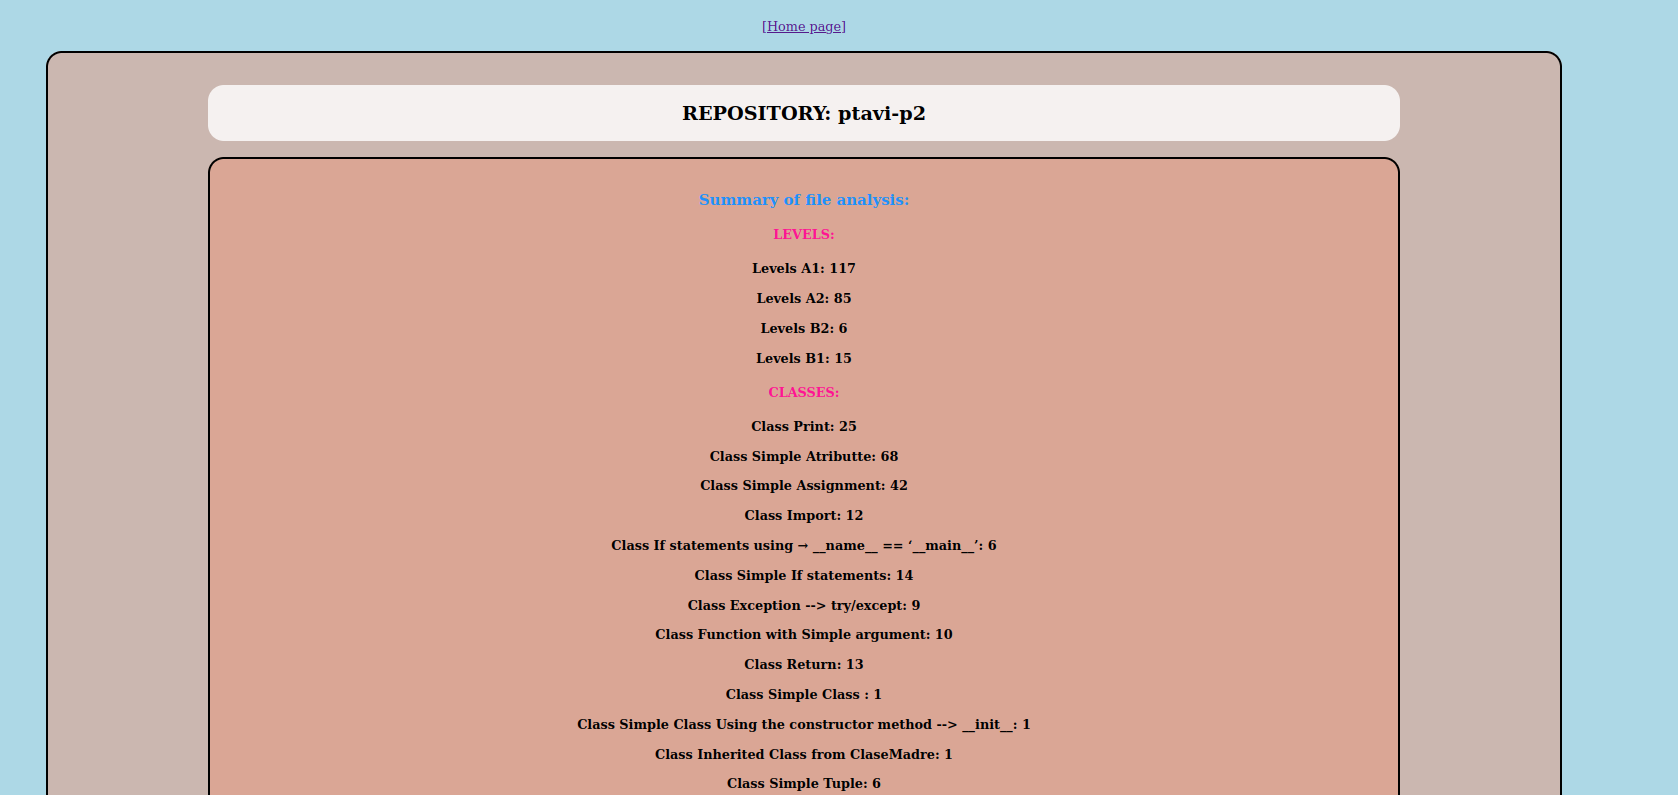 [Home page]
REPOSITORY: ptavi-p2
Summary of file analysis:
LEVELS:
Levels A1: 117
Levels A2: 85
Levels B2: 6
Levels B1: 15
CLASSES:
Class Print: 25
Class Simple Atributte: 68
Class Simple Assignment: 42
Class Import: 12
Class If statements using → __name__ == ‘__main__’: 6
Class Simple If statements: 14
Class Exception --> try/except: 9
Class Function with Simple argument: 10
Class Return: 13
Class Simple Class : 1
Class Simple Class Using the constructor method --> __init__: 1
Class Inherited Class from ClaseMadre: 1
Class Simple Tuple: 6